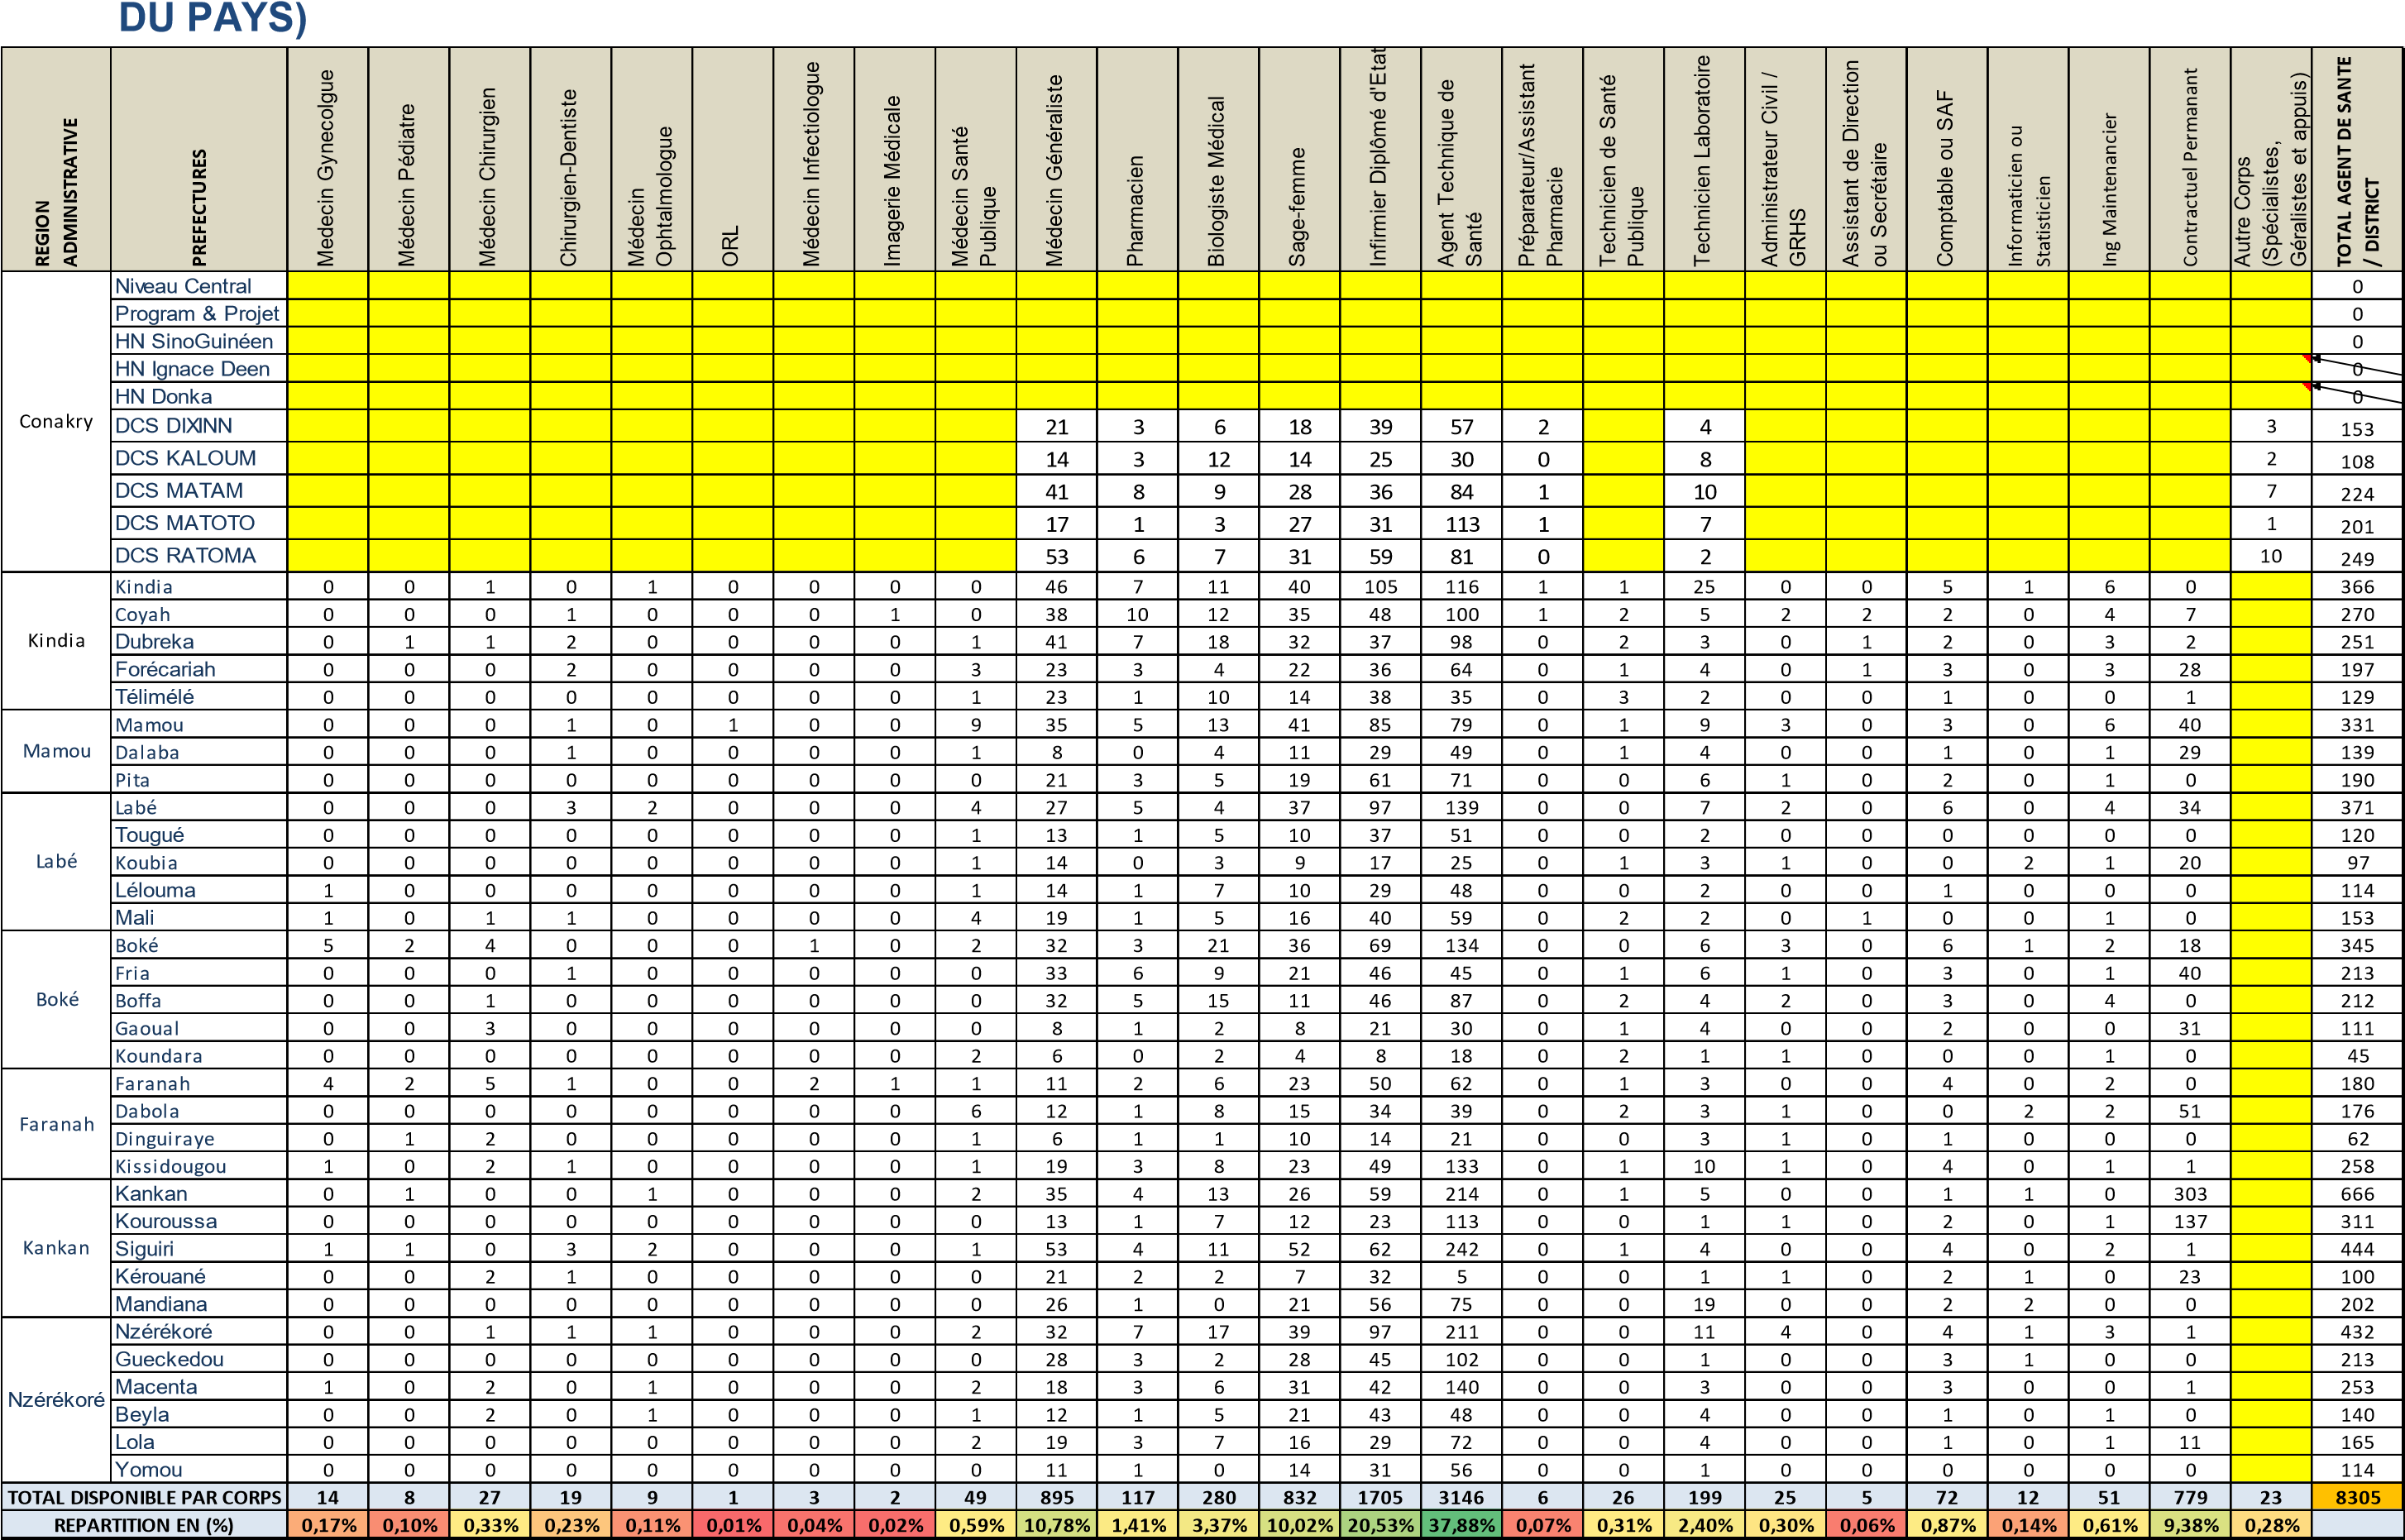 DU PAYS)
REGION ADMINISTRATIVE PREFECTURES Medecin Gynecolgue Médecin Pédiatre Médecin Chirurgien Chirurgien-Dentiste Médecin Ophtalmologue ORL Médecin Infectiologue Imagerie Médicale Médecin Santé Publique Médecin Généraliste Pharmacien Biologiste Médical Sage-femme Infirmier Diplômé d'Etat Agent Technique de Santé Préparateur/Assistant Pharmacie Technicien de Santé Publique Technicien Laboratoire Administrateur Civil / GRHS Assistant de Direction ou Secrétaire Comptable ou SAF Informaticien ou Statisticien Ing Maintenancier Contractuel Permanant Autre Corps (Spécialistes, Géralistes et appuis) TOTAL AGENT DE SANTE / DISTRICT
Niveau Central 0
Program & Projet 0
HN SinoGuinéen 0
HN Ignace Deen 0
HN Donka 0
Conakry
DCS DIXINN 21 3 6 18 39 57 2 4 3 153
DCS KALOUM 14 3 12 14 25 30 0 8 2 108
DCS MATAM 41 8 9 28 36 84 1 10 7 224
DCS MATOTO 17 1 3 27 31 113 1 7 1 201
DCS RATOMA 53 6 7 31 59 81 0 2 10 249
Kindia 0 0 1 0 1 0 0 0 0 46 7 11 40 105 116 1 1 25 0 0 5 1 6 0 366
Coyah 0 0 0 1 0 0 0 1 0 38 10 12 35 48 100 1 2 5 2 2 2 0 4 7 270
Kindia Dubreka 0 1 1 2 0 0 0 0 1 41 7 18 32 37 98 0 2 3 0 1 2 0 3 2 251
Forécariah 0 0 0 2 0 0 0 0 3 23 3 4 22 36 64 0 1 4 0 1 3 0 3 28 197
Télimélé 0 0 0 0 0 0 0 0 1 23 1 10 14 38 35 0 3 2 0 0 1 0 0 1 129
Mamou 0 0 0 1 0 1 0 0 9 35 5 13 41 85 79 0 1 9 3 0 3 0 6 40 331
Mamou Dalaba 0 0 0 1 0 0 0 0 1 8 0 4 11 29 49 0 1 4 0 0 1 0 1 29 139
Pita 0 0 0 0 0 0 0 0 0 21 3 5 19 61 71 0 0 6 1 0 2 0 1 0 190
Labé 0 0 0 3 2 0 0 0 4 27 5 4 37 97 139 0 0 7 2 0 6 0 4 34 371
Tougué 0 0 0 0 0 0 0 0 1 13 1 5 10 37 51 0 0 2 0 0 0 0 0 0 120
Labé Koubia 0 0 0 0 0 0 0 0 1 14 0 3 9 17 25 0 1 3 1 0 0 2 1 20 97
Lélouma 1 0 0 0 0 0 0 0 1 14 1 7 10 29 48 0 0 2 0 0 1 0 0 0 114
Mali 1 0 1 1 0 0 0 0 4 19 1 5 16 40 59 0 2 2 0 1 0 0 1 0 153
Boké 5 2 4 0 0 0 1 0 2 32 3 21 36 69 134 0 0 6 3 0 6 1 2 18 345
Fria 0 0 0 1 0 0 0 0 0 33 6 9 21 46 45 0 1 6 1 0 3 0 1 40 213
Boké Boffa 0 0 1 0 0 0 0 0 0 32 5 15 11 46 87 0 2 4 2 0 3 0 4 0 212
Gaoual 0 0 3 0 0 0 0 0 0 8 1 2 8 21 30 0 1 4 0 0 2 0 0 31 111
Koundara 0 0 0 0 0 0 0 0 2 6 0 2 4 8 18 0 2 1 1 0 0 0 1 0 45
Faranah 4 2 5 1 0 0 2 1 1 11 2 6 23 50 62 0 1 3 0 0 4 0 2 0 180
Dabola 0 0 0 0 0 0 0 0 6 12 1 8 15 34 39 0 2 3 1 0 0 2 2 51 176
Faranah
Dinguiraye 0 1 2 0 0 0 0 0 1 6 1 1 10 14 21 0 0 3 1 0 1 0 0 0 62
Kissidougou 1 0 2 1 0 0 0 0 1 19 3 8 23 49 133 0 1 10 1 0 4 0 1 1 258
Kankan 0 1 0 0 1 0 0 0 2 35 4 13 26 59 214 0 1 5 0 0 1 1 0 303 666
Kouroussa 0 0 0 0 0 0 0 0 0 13 1 7 12 23 113 0 0 1 1 0 2 0 1 137 311
Kankan Siguiri 1 1 0 3 2 0 0 0 1 53 4 11 52 62 242 0 1 4 0 0 4 0 2 1 444
Kérouané 0 0 2 1 0 0 0 0 0 21 2 2 7 32 5 0 0 1 1 0 2 1 0 23 100
Mandiana 0 0 0 0 0 0 0 0 0 26 1 0 21 56 75 0 0 19 0 0 2 2 0 0 202
Nzérékoré 0 0 1 1 1 0 0 0 2 32 7 17 39 97 211 0 0 11 4 0 4 1 3 1 432
Gueckedou 0 0 0 0 0 0 0 0 0 28 3 2 28 45 102 0 0 1 0 0 3 1 0 0 213
Macenta 1 0 2 0 1 0 0 0 2 18 3 6 31 42 140 0 0 3 0 0 3 0 0 1 253
Nzérékoré
Beyla 0 0 2 0 1 0 0 0 1 12 1 5 21 43 48 0 0 4 0 0 1 0 1 0 140
Lola 0 0 0 0 0 0 0 0 2 19 3 7 16 29 72 0 0 4 0 0 1 0 1 11 165
Yomou 0 0 0 0 0 0 0 0 0 11 1 0 14 31 56 0 0 1 0 0 0 0 0 0 114
TOTAL DISPONIBLE PAR CORPS 14 8 27 19 9 1 3 2 49 895 117 280 832 1705 3146 6 26 199 25 5 72 12 51 779 23 8305
REPARTITION EN (%) 0,17% 0,10% 0,33% 0,23% 0,11% 0,01% 0,04% 0,02% 0,59% 10,78% 1,41% 3,37% 10,02% 20,53% 37,88% 0,07% 0,31% 2,40% 0,30% 0,06% 0,87% 0,14% 0,61% 9,38% 0,28%